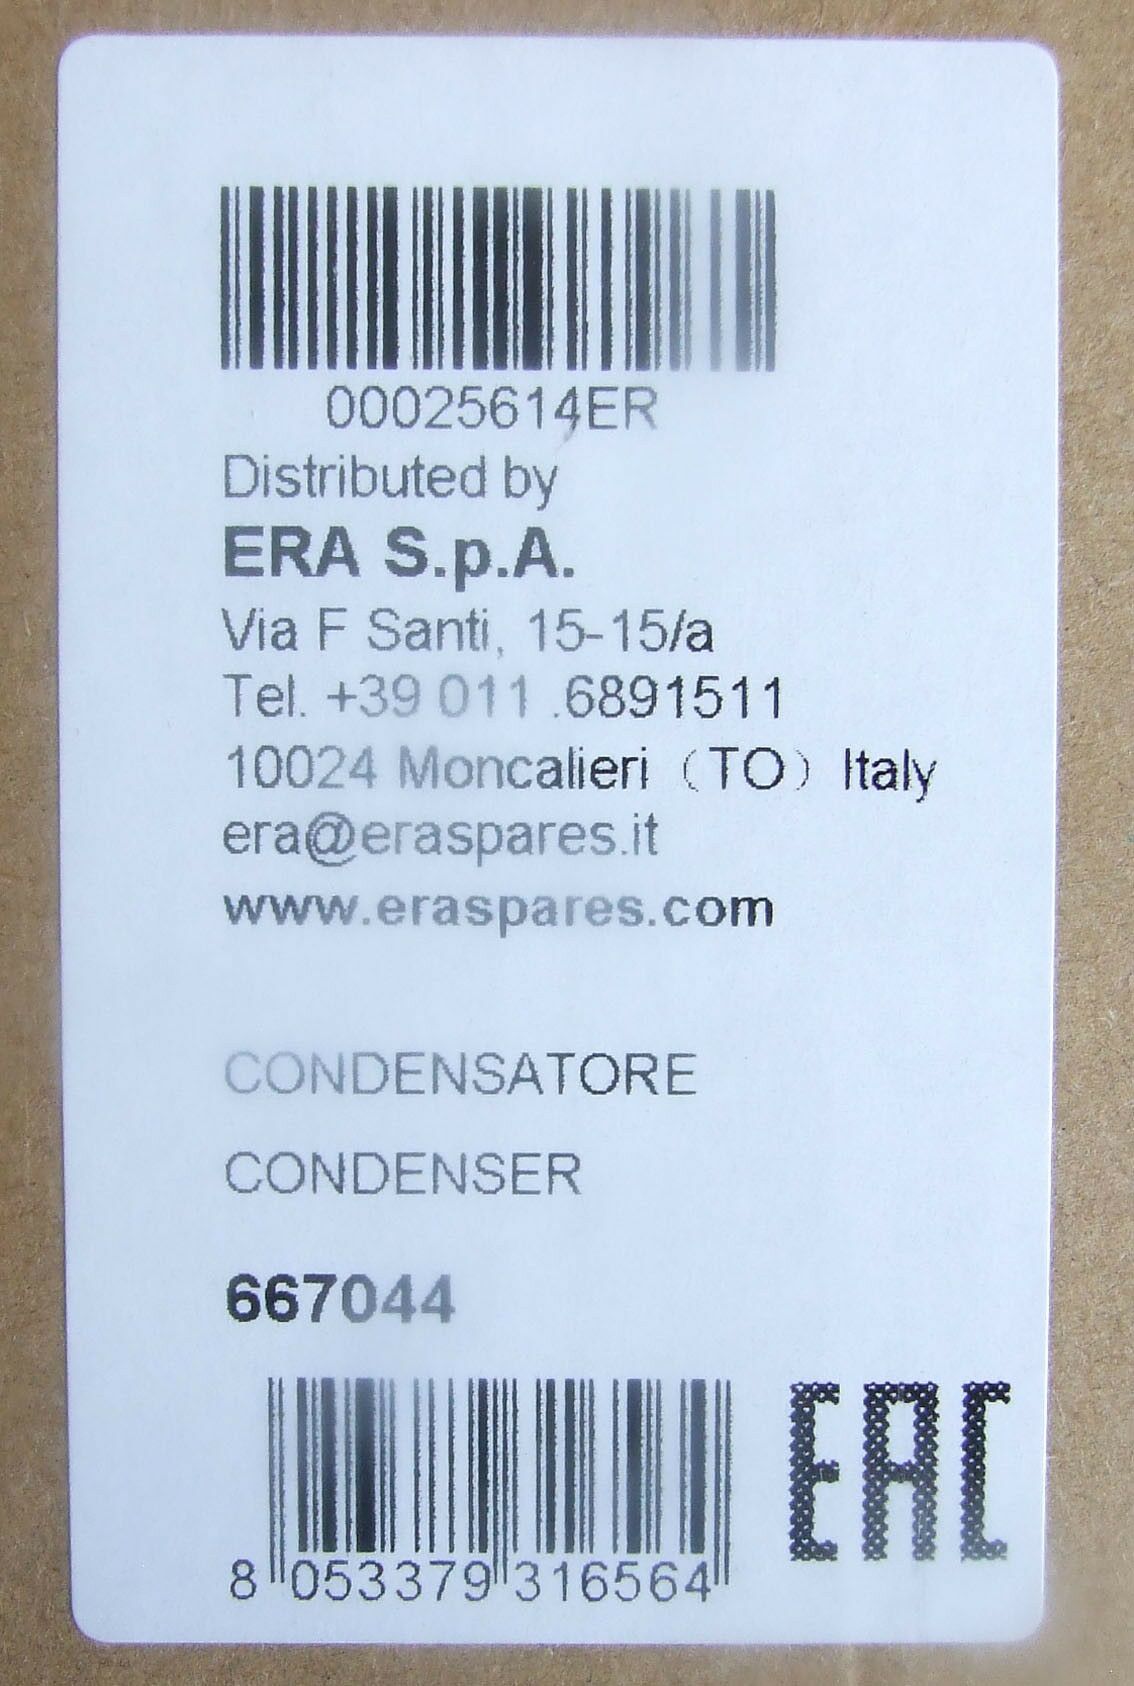 00025614ER
Distributed by
ERA S.p.A.
Via F Santi, 15-15/a
Tel. +39 011 .6891511
10024 Moncalieri (TO) Italy
era@eraspares.it
www.eraspares.com
CONDENSATORE
CONDENSER
667044
8 053379 316564
EAC